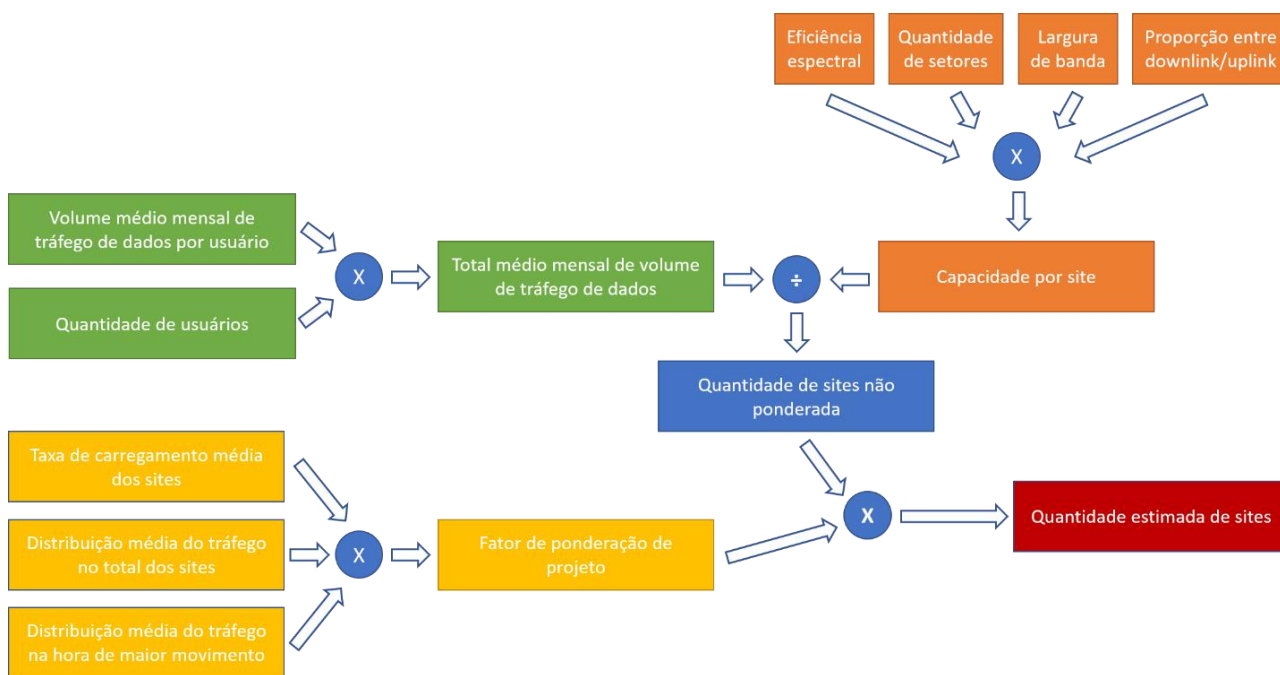 Eficiência
espectral
Quantidade
de setores
Largura
de banda
Proporção entre
downlink/uplink
X
Volume médio mensal de
tráfego de dados por usuário
X
Quantidade de usuários
Total médio mensal de volume
de tráfego de dados
÷
Capacidade por site
Quantidade de sites não
ponderada
Taxa de carregamento média
dos sites
Distribuição média do tráfego
no total dos sites
Distribuição média do tráfego
na hora de maior movimento
X
Fator de ponderação de
projeto
X
Quantidade estimada de sites